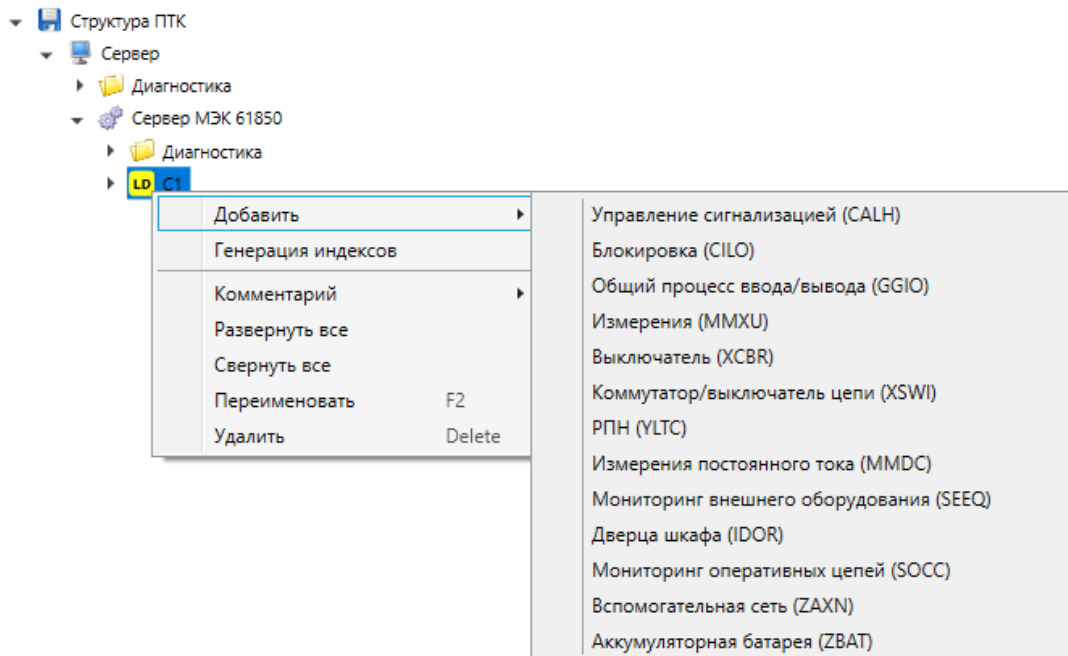 Структура ПТК
Сервер
Диагностика
Сервер МЭК 61850
Диагностика
LD C1
Добавить
Генерация индексов
Комментарий
Развернуть все
Свернуть все
Переименовать F2
Удалить Delete
Управление сигнализацией (CALH)
Блокировка (CILO)
Общий процесс ввода/вывода (GGIO)
Измерения (MMXU)
Выключатель (XCBR)
Коммутатор/выключатель цепи (XSWI)
РПН (YLTC)
Измерения постоянного тока (MMDC)
Мониторинг внешнего оборудования (SEEQ)
Дверца шкафа (IDOR)
Мониторинг оперативных цепей (SOCC)
Вспомогательная сеть (ZAXN)
Аккумуляторная батарея (ZBAT)